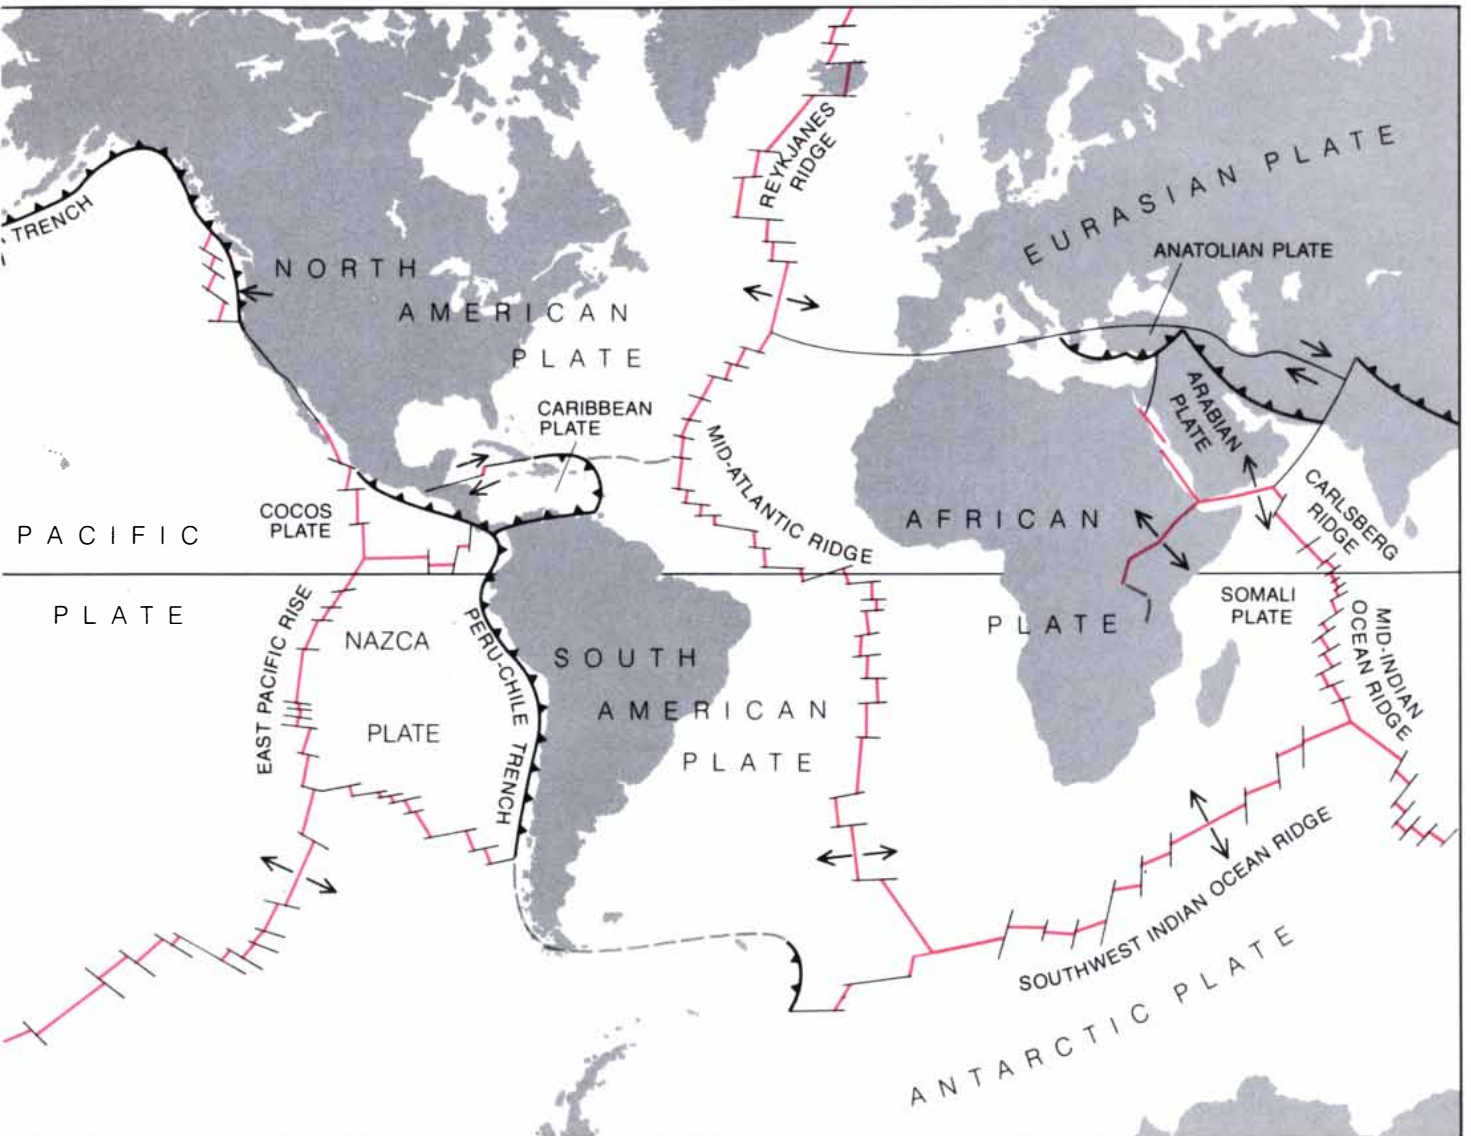 REYKJANES
RIDGE
EURASIAN PLATE
TRENCH
ANATOLIAN PLATE
NORTH
AMERICAN
PLATE
CARIBBEAN
PLATE
ARABIAN
PLATE
MID-ATLANTIC RIDGE
CARLSBERG
RIDGE
COCOS
PLATE
PACIFIC
PLATE
AFRICAN
PLATE
SOMALI
PLATE
EAST PACIFIC RISE
NAZCA
PLATE
PERU-CHILE TRENCH
SOUTH
AMERICAN
PLATE
MID-INDIAN
OCEAN RIDGE
SOUTHWEST INDIAN OCEAN RIDGE
ANTARCTIC PLATE